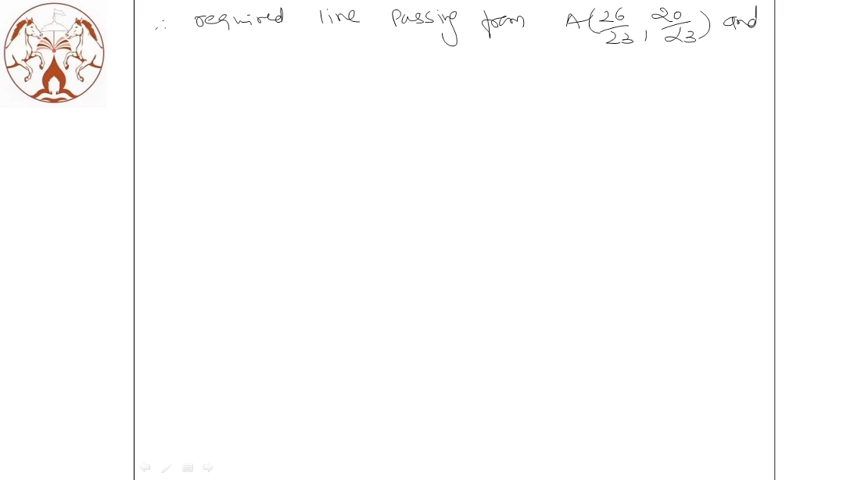 ∴ required line passing from A(26/23, 20/23) and